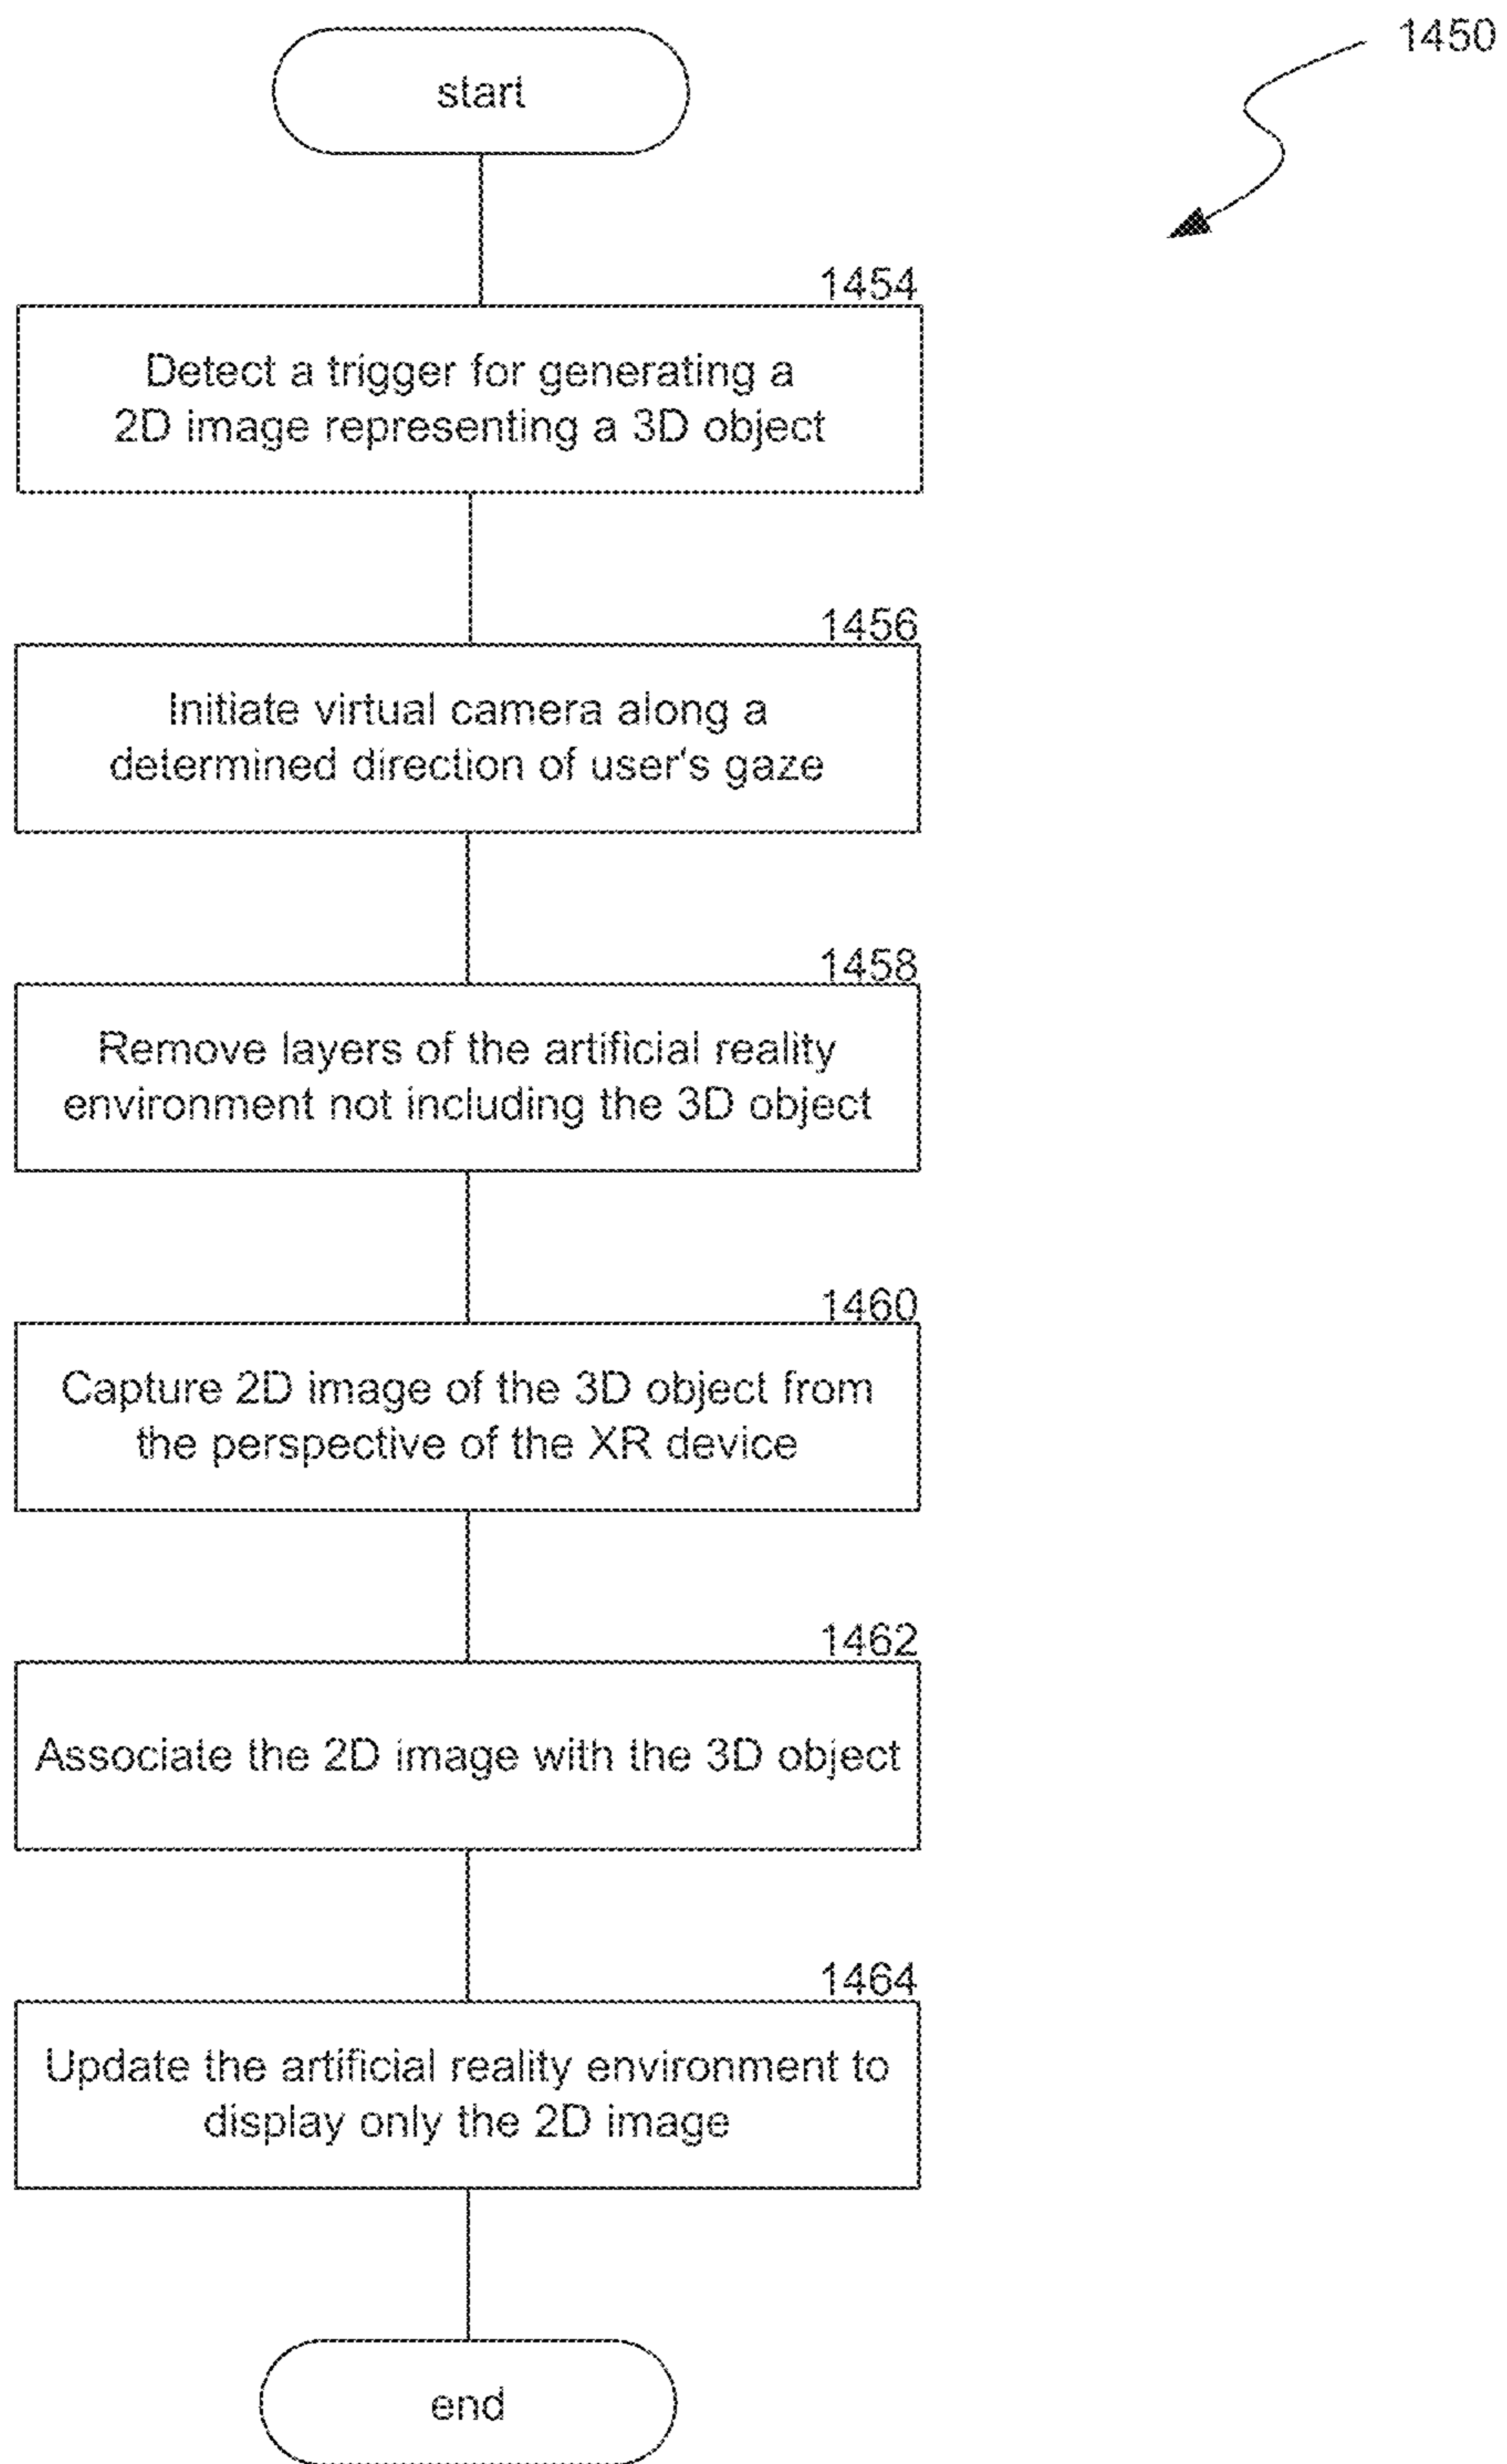 1450
start
1454
Detect a trigger for generating a
2D image representing a 3D object
1456
Initiate virtual camera along a
determined direction of user's gaze
1458
Remove layers of the artificial reality
environment not including the 3D object
1460
Capture 2D image of the 3D object from
the perspective of the XR device
1462
Associate the 2D image with the 3D object
1464
Update the artificial reality environment to
display only the 2D image
end